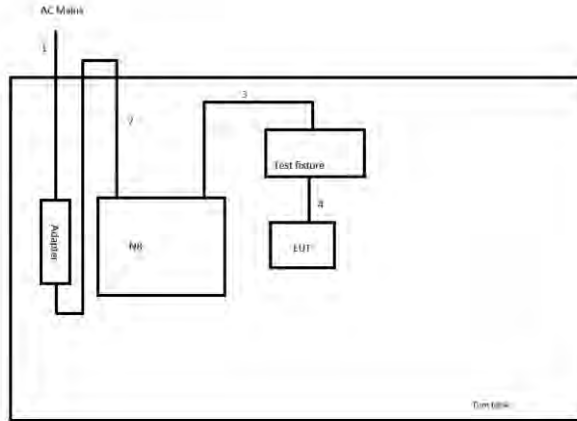 AC Mains
1
3
2
Test fixture
4
Adapter
NB
EUT
Turn table